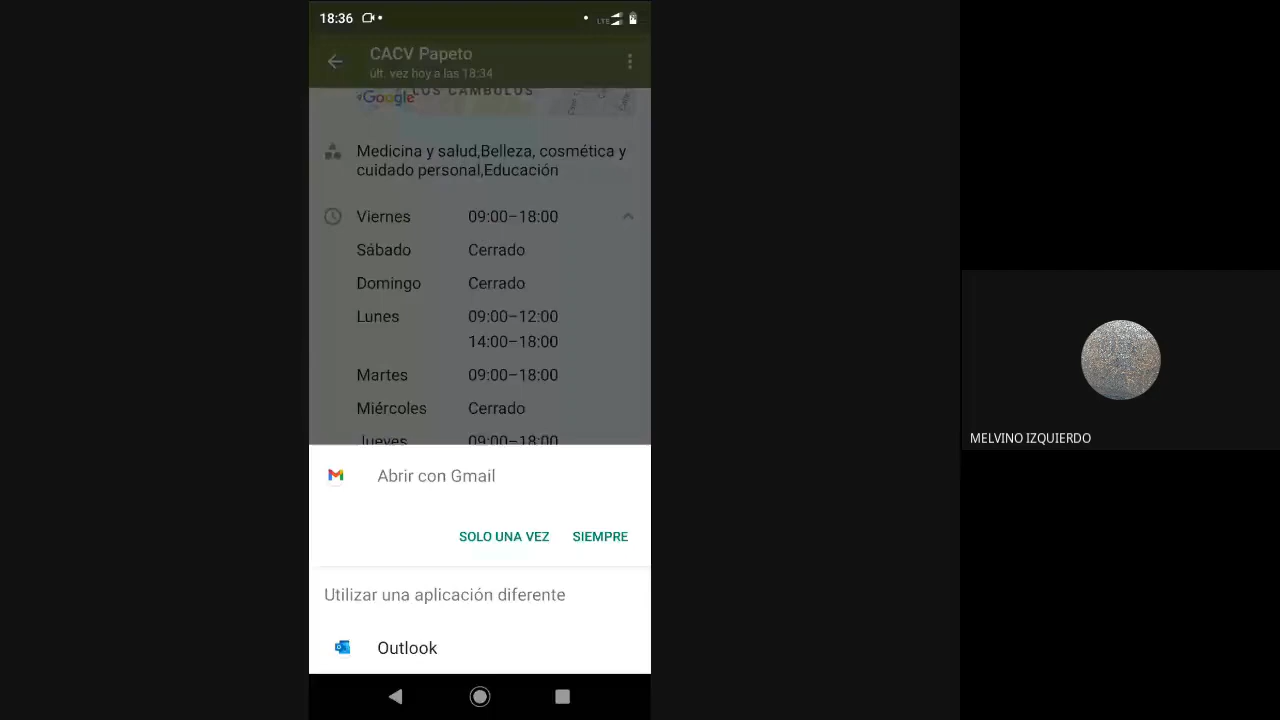 18:36
LTE
CACV Papeto
últ. vez hoy a las 18:34
Google
LOS CÁMBULOS
Medicina y salud,Belleza, cosmética y
cuidado personal,Educación
Viernes 09:00–18:00
Sábado Cerrado
Domingo Cerrado
Lunes 09:00–12:00
14:00–18:00
Martes 09:00–18:00
Miércoles Cerrado
Jueves 09:00–18:00
Abrir con Gmail
SOLO UNA VEZ SIEMPRE
Utilizar una aplicación diferente
Outlook
MELVINO IZQUIERDO